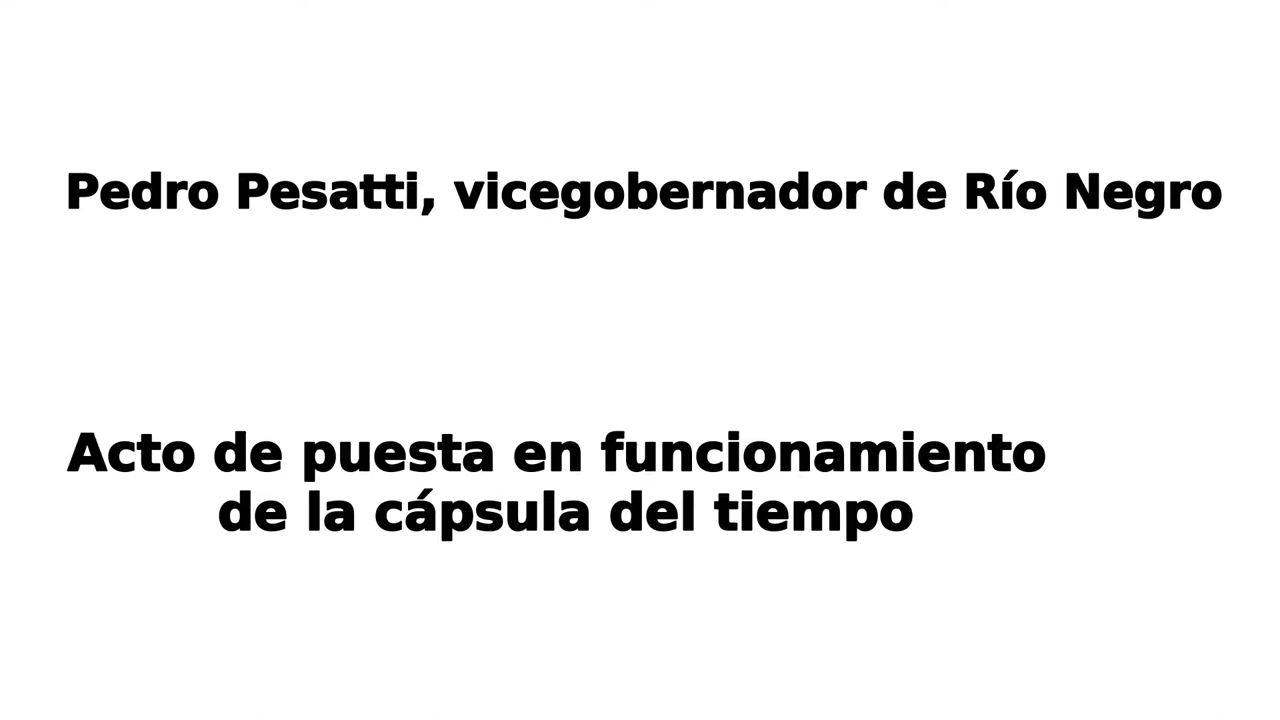 Pedro Pesatti, vicegobernador de Río Negro
Acto de puesta en funcionamiento
de la cápsula del tiempo